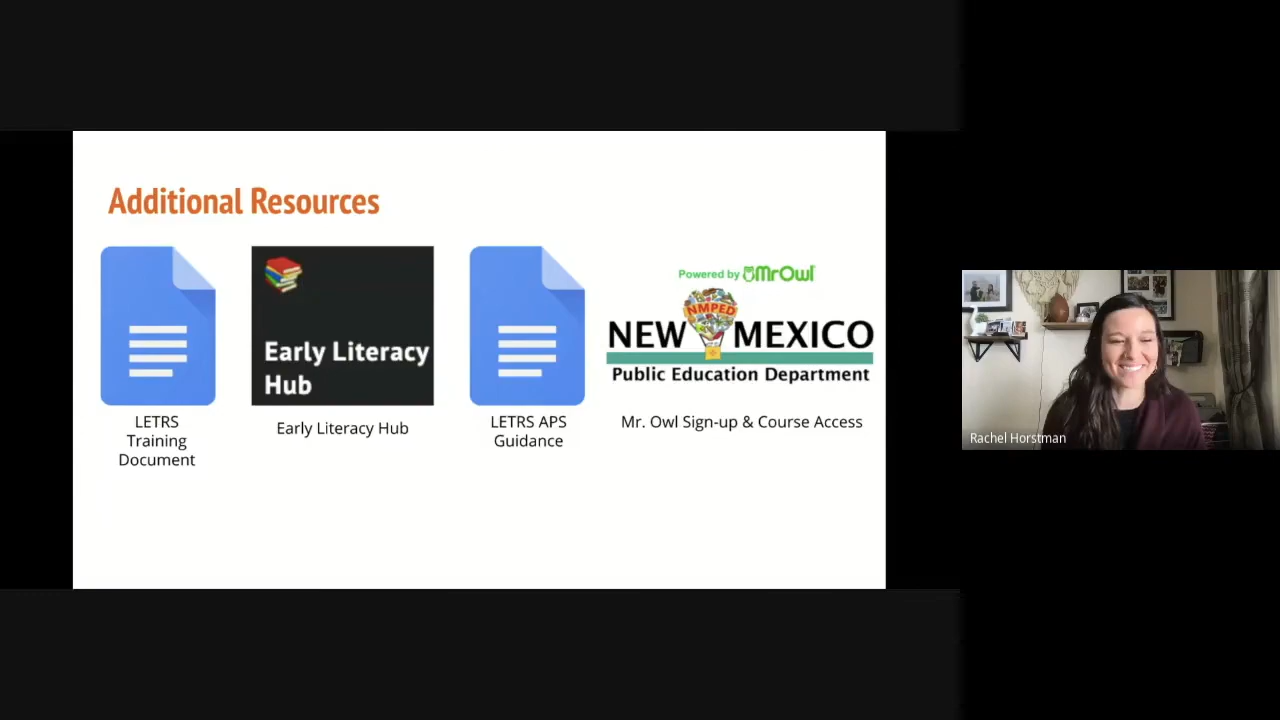 Additional Resources
Powered by MrOwl
NMPED
NEW MEXICO
Public Education Department
Early Literacy
Hub
LETRS
Training
Document
Early Literacy Hub
LETRS APS
Guidance
Mr. Owl Sign-up & Course Access
Rachel Horstman